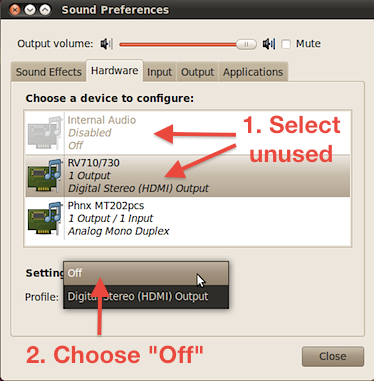 Sound Preferences
Output volume:
Mute
Sound Effects
Hardware
Input
Output
Applications
Choose a device to configure:
Internal Audio
Disabled
Off
1. Select
unused
RV710/730
1 Output
Digital Stereo (HDMI) Output
Phnx MT202pcs
1 Output / 1 Input
Analog Mono Duplex
Off
Profile:
Digital Stereo (HDMI) Output
2. Choose "Off"
Close